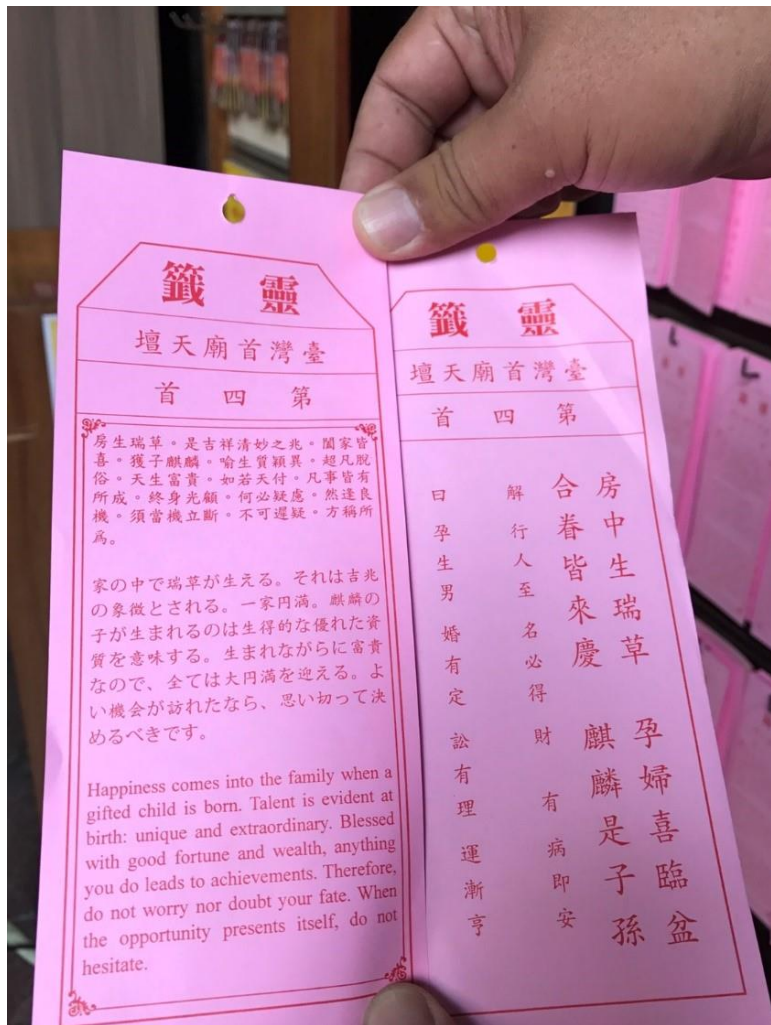 靈籤
臺灣首廟天壇
第四首
房生瑞草。是吉祥清妙之兆。闔家皆
喜。獲子麒麟。喻生質穎異。超凡脫
俗。天生富貴。如若天付。凡事皆有
所成。終身光顧。何必疑慮。然逢良
機。須當機立斷。不可遲疑。方稱所
爲。
家の中で瑞草が生える。それは吉兆
の象徴とされる。一家円満。麒麟の
子が生まれるのは生得的な優れた資
質を意味する。生まれながらに富貴
なので、全ては大円満を迎える。よ
い機会が訪れたなら、思い切って決
めるべきです。
Happiness comes into the family when a
gifted child is born. Talent is evident at
birth: unique and extraordinary. Blessed
with good fortune and wealth, anything
you do leads to achievements. Therefore,
do not worry nor doubt your fate. When
the opportunity presents itself, do not
hesitate.
靈籤
臺灣首廟天壇
第四首
房中生瑞草 孕婦喜臨盆
合眷皆來慶 麒麟是子孫
解 行人至 名必得 財有 病即安
曰 孕生男 婚有定 訟有理 運漸亨